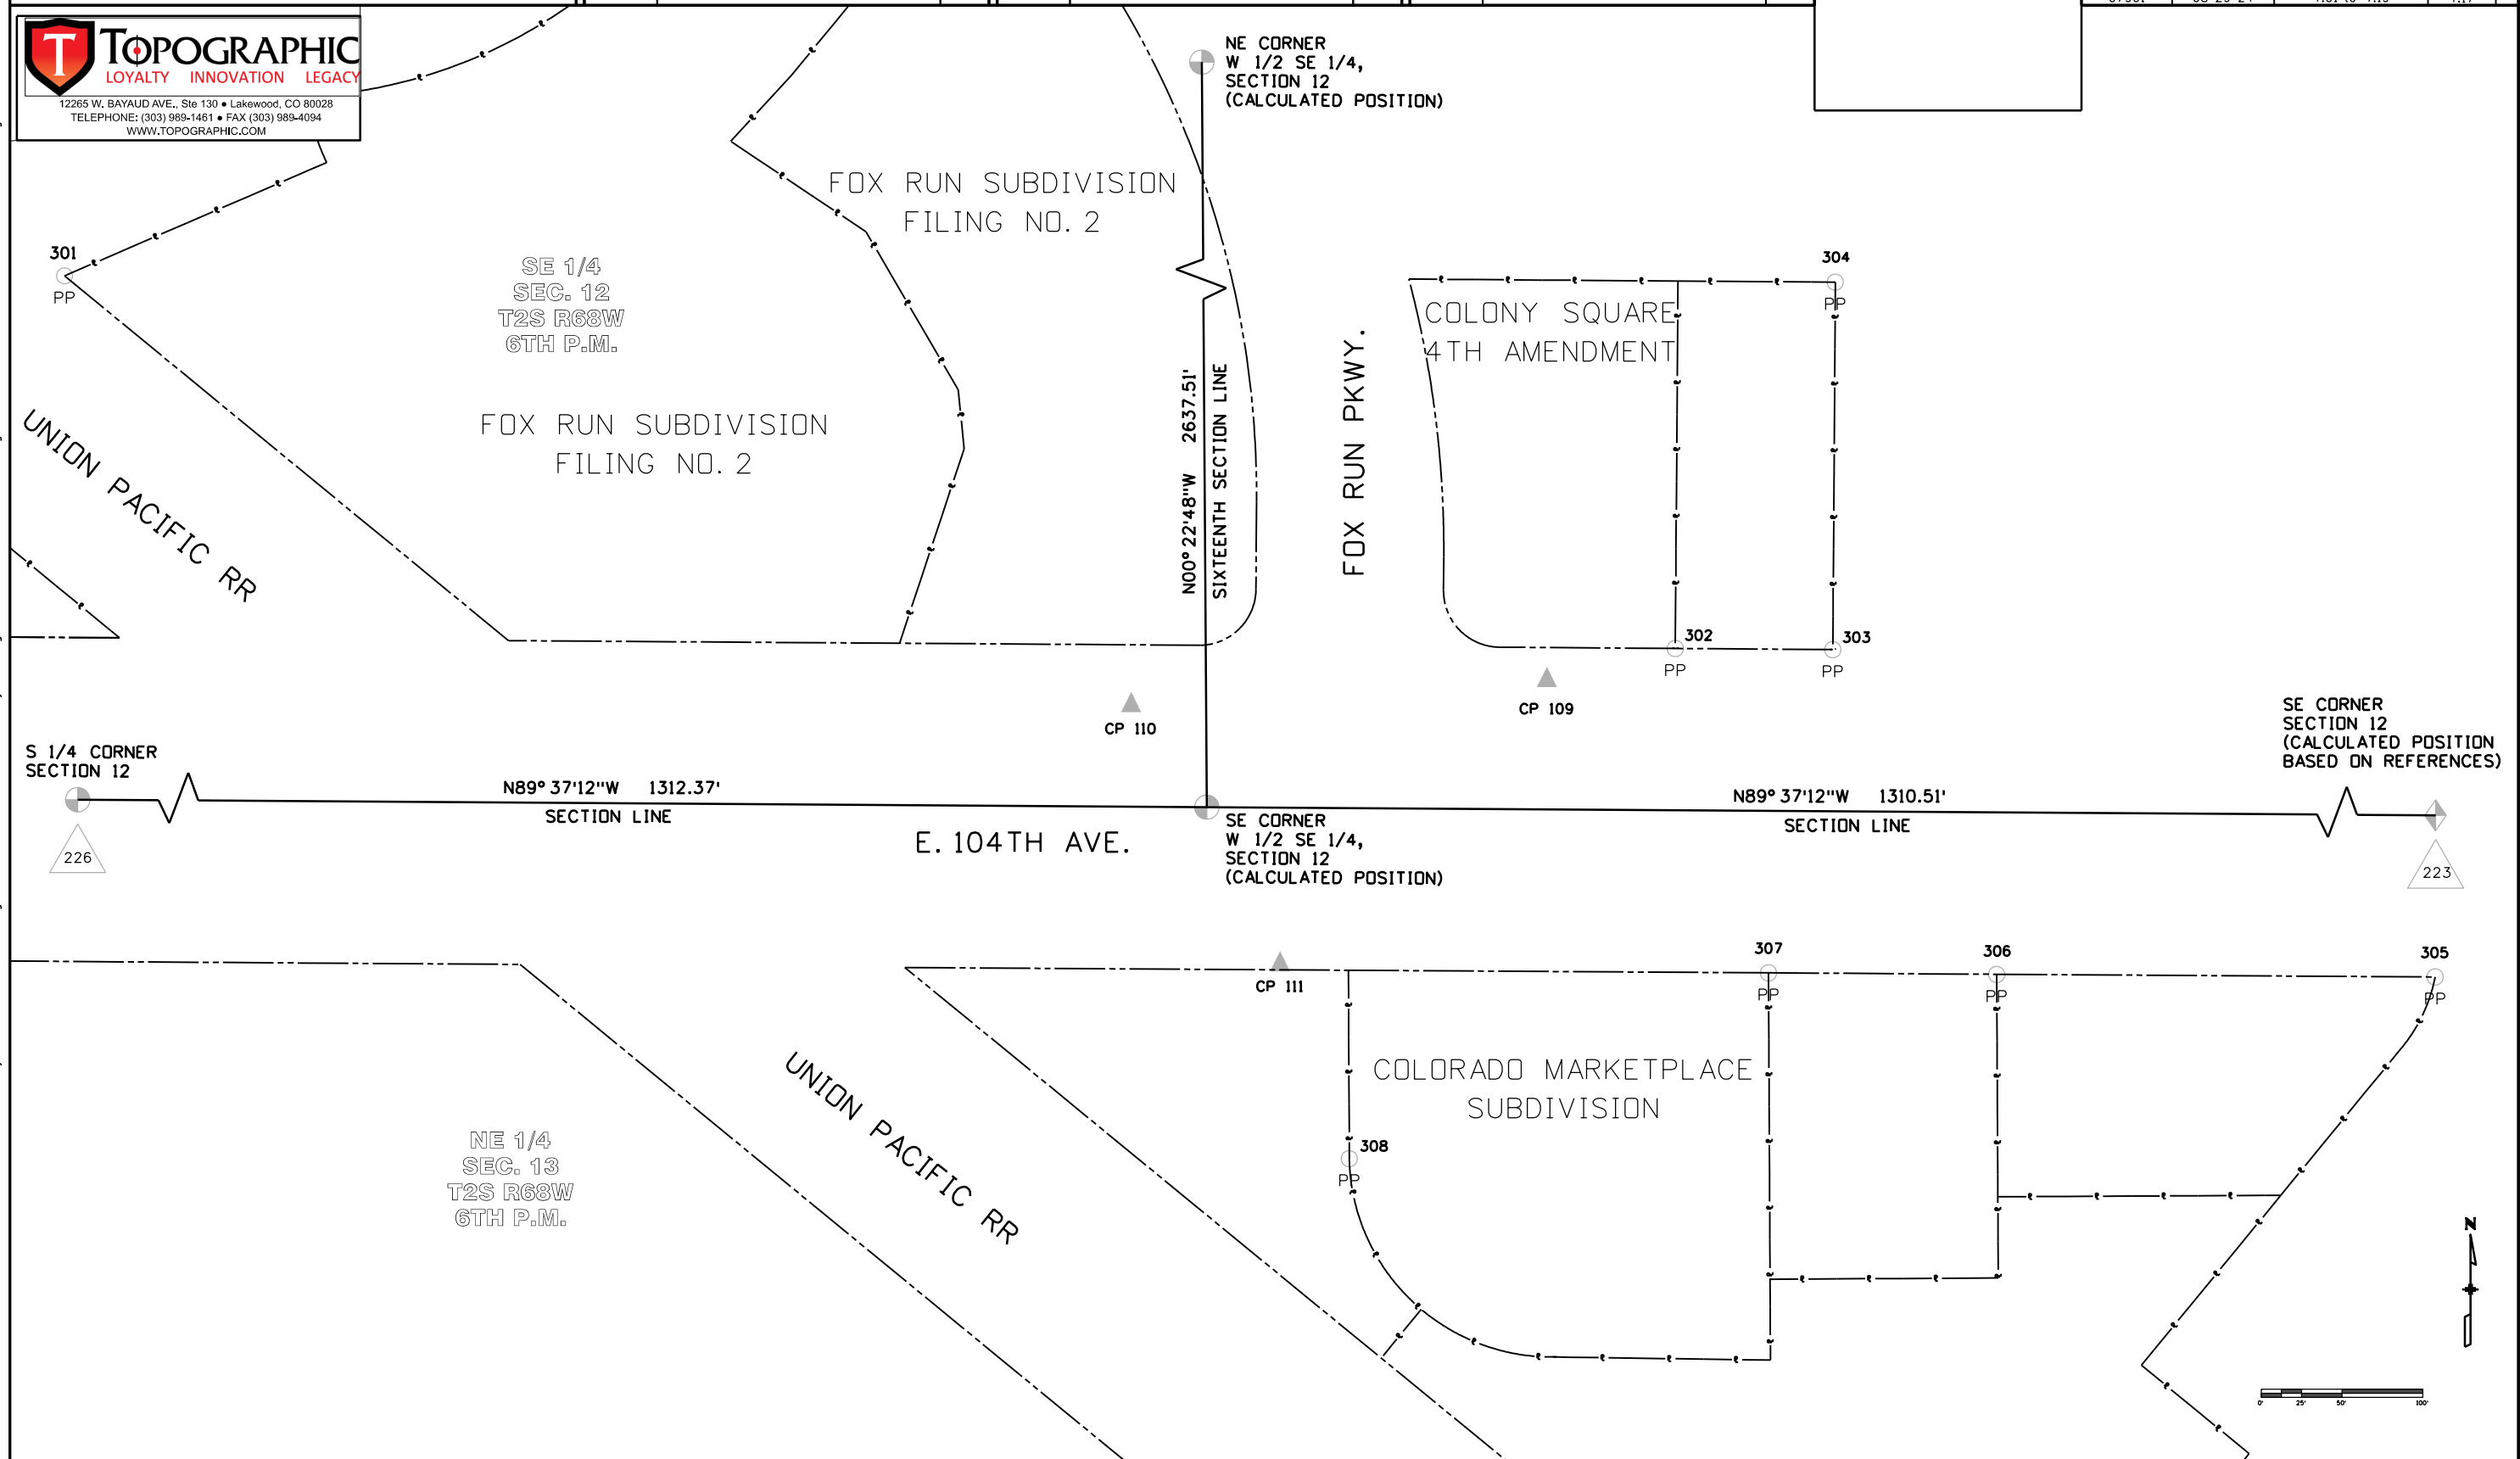 TOPOGRAPHIC
LOYALTY INNOVATION LEGACY
12265 W. BAYAUD AVE., Ste 130 • Lakewood, CO 80028
TELEPHONE: (303) 989-1461 • FAX (303) 989-4094
WWW.TOPOGRAPHIC.COM
NE CORNER
W 1/2 SE 1/4,
SECTION 12
(CALCULATED POSITION)
FOX RUN SUBDIVISION
FILING NO. 2
301
PP
SE 1/4
SEC. 12
T2S R68W
6TH P.M.
304
PP
COLONY SQUARE
4TH AMENDMENT
FOX RUN SUBDIVISION
FILING NO. 2
UNION PACIFIC RR
N00°22'48"W 2637.51'
SIXTEENTH SECTION LINE
FOX RUN PKWY.
302
PP
303
PP
CP 110
CP 109
S 1/4 CORNER
SECTION 12
SE CORNER
SECTION 12
(CALCULATED POSITION
BASED ON REFERENCES)
N89°37'12"W 1312.37'
SECTION LINE
N89°37'12"W 1310.51'
SECTION LINE
E. 104TH AVE.
SE CORNER
W 1/2 SE 1/4,
SECTION 12
(CALCULATED POSITION)
226
223
CP 111
307
PP
306
PP
305
PP
UNION PACIFIC RR
COLORADO MARKETPLACE
SUBDIVISION
308
PP
NE 1/4
SEC. 13
T2S R68W
6TH P.M.
N
0' 25' 50' 100'